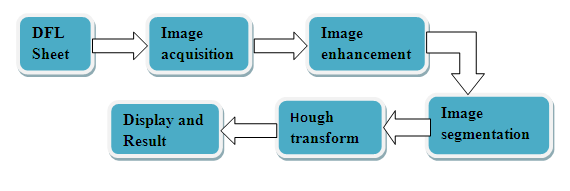 DFL
Sheet
Image
acquisition
Image
enhancement
Image
segmentation
Hough
transform
Display and
Result